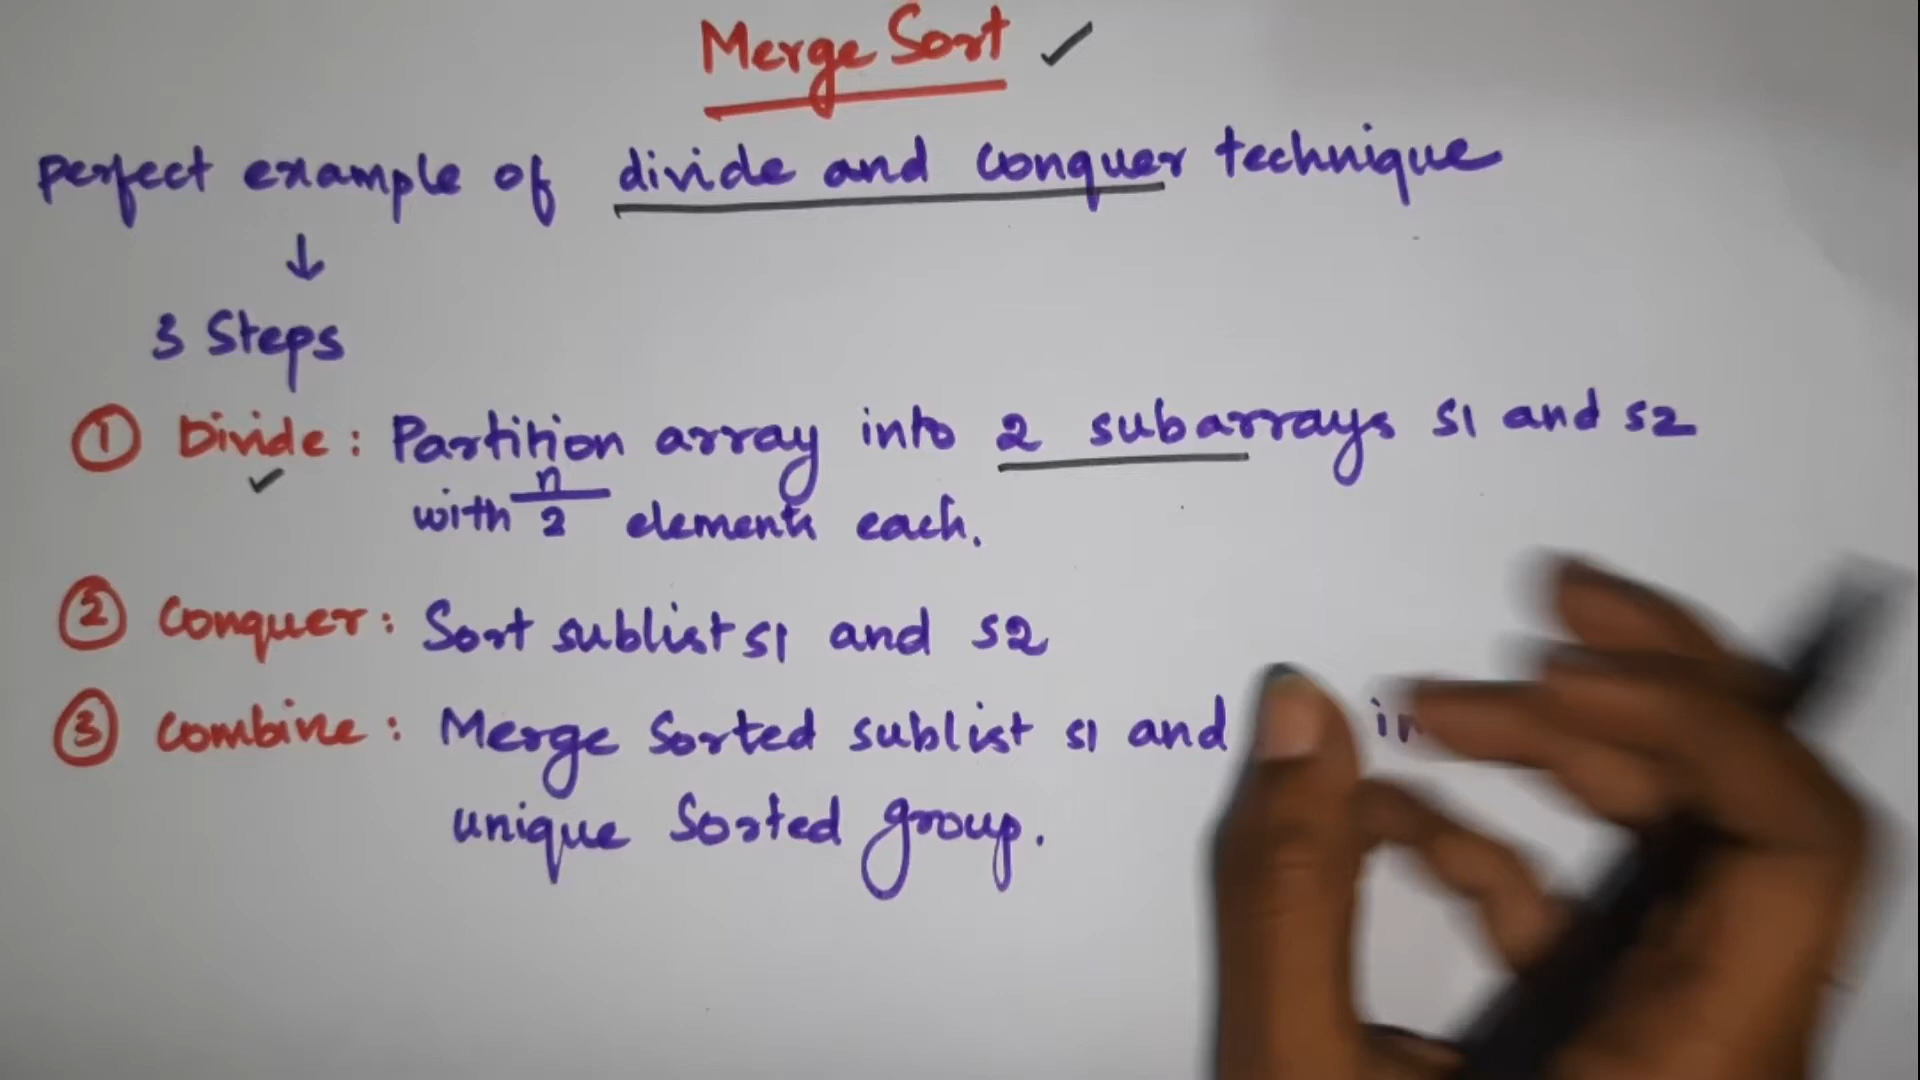 Merge Sort
Perfect example of divide and conquer technique
3 Steps
① Divide: Partition array into 2 subarrays s1 and s2
with n/2 elements each.
② Conquer: Sort sublist s1 and s2
③ Combine: Merge Sorted sublist s1 and
unique Sorted group.